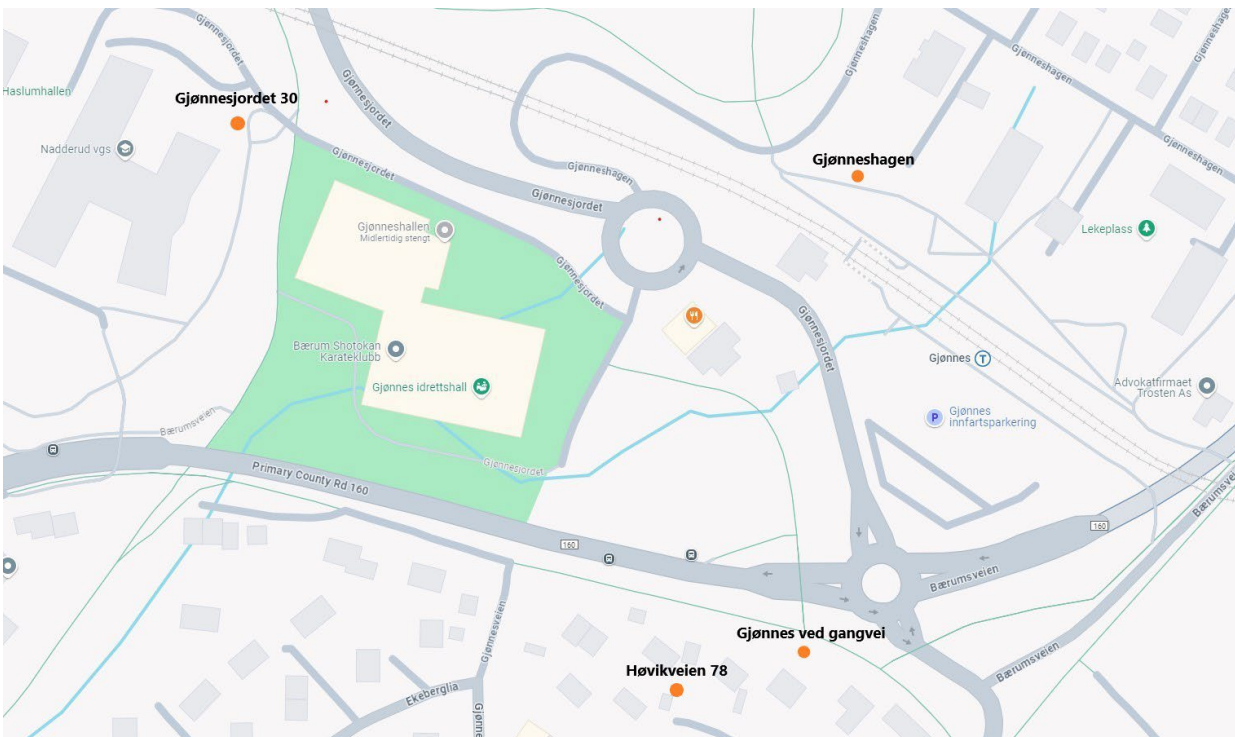 Gjønnesjordet
Haslumhallen
Gjønnesjordet 30
Nadderud vgs
Gjønnesjordet
Gjønnesjordet
Gjønneshagen
Gjønneshagen
Gjønneshagen
Gjønneshagen
Gjønneshagen
Gjønneshagen
Gjønnesjordet
Gjønneshallen
Midlertidig stengt
Gjønnesjordet
Lekeplass
Gjønnesjordet
Bærum Shotokan
Karateklubb
Gjønnes idrettshall
Gjønnes
T
Advokatfirmaet
Trosten As
P
Gjønnes
innfartsparkering
Bærumsveien
Gjønnesjordet
Primary County Rd 160
160
160
Bærumsveien
Bærumsvei
Gjønnesveien
Gjønnes ved gangvei
Høvikveien 78
Bærumsveien
Ekeberglia
Gjønne